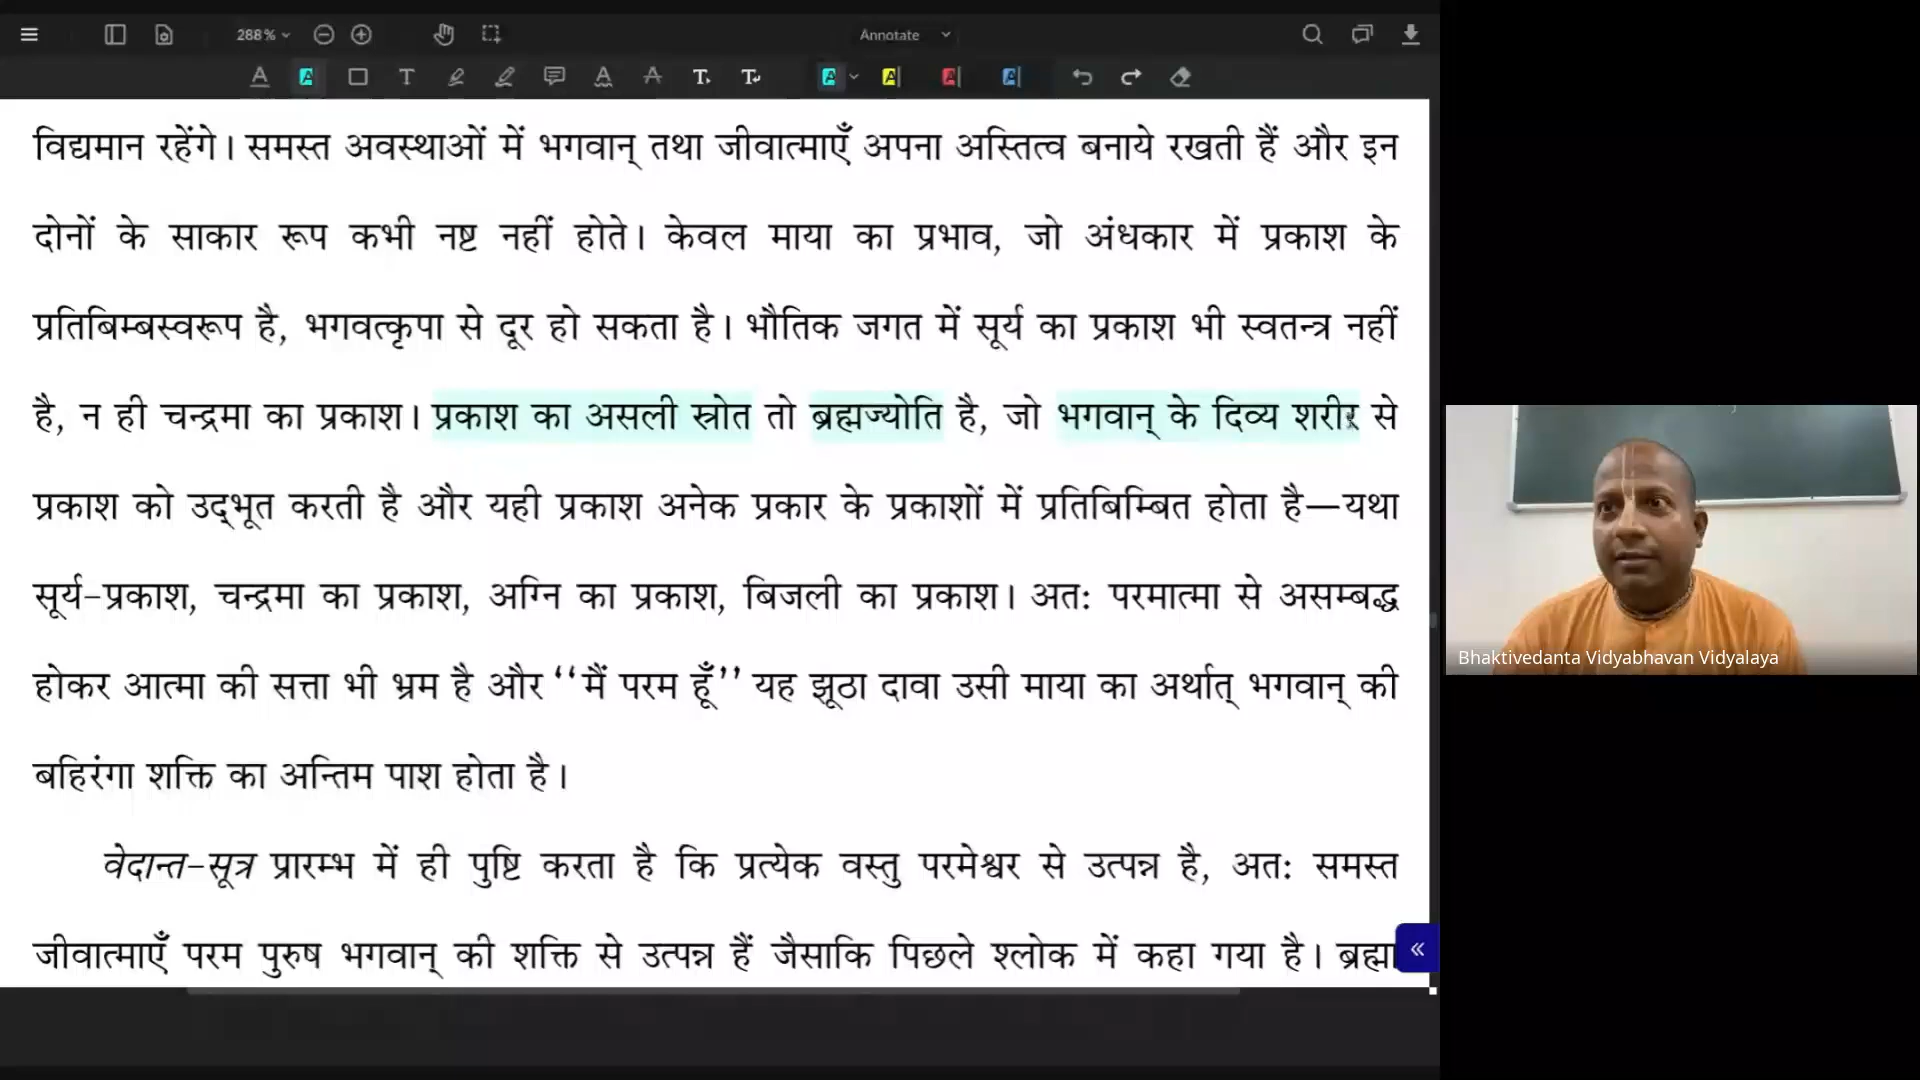 288%
Annotate
विद्यमान रहेंगे। समस्त अवस्थाओं में भगवान् तथा जीवात्माएँ अपना अस्तित्व बनाये रखती हैं और इन
दोनों के साकार रूप कभी नष्ट नहीं होते। केवल माया का प्रभाव, जो अंधकार में प्रकाश के
प्रतिबिम्बस्वरूप है, भगवत्कृपा से दूर हो सकता है। भौतिक जगत में सूर्य का प्रकाश भी स्वतन्त्र नहीं
है, न ही चन्द्रमा का प्रकाश। प्रकाश का असली स्रोत तो ब्रह्मज्योति है, जो भगवान् के दिव्य शरीर से
प्रकाश को उद्भूत करती है और यही प्रकाश अनेक प्रकार के प्रकाशों में प्रतिबिम्बित होता है—यथा
सूर्य-प्रकाश, चन्द्रमा का प्रकाश, अग्नि का प्रकाश, बिजली का प्रकाश। अतः परमात्मा से असम्बद्ध
होकर आत्मा की सत्ता भी भ्रम है और ‘‘मैं परम हूँ’’ यह झूठा दावा उसी माया का अर्थात् भगवान् की
बहिरंगा शक्ति का अन्तिम पाश होता है।
वेदान्त-सूत्र प्रारम्भ में ही पुष्टि करता है कि प्रत्येक वस्तु परमेश्वर से उत्पन्न है, अतः समस्त
जीवात्माएँ परम पुरुष भगवान् की शक्ति से उत्पन्न हैं जैसाकि पिछले श्लोक में कहा गया है। ब्रह्मा
Bhaktivedanta Vidyabhavan Vidyalaya